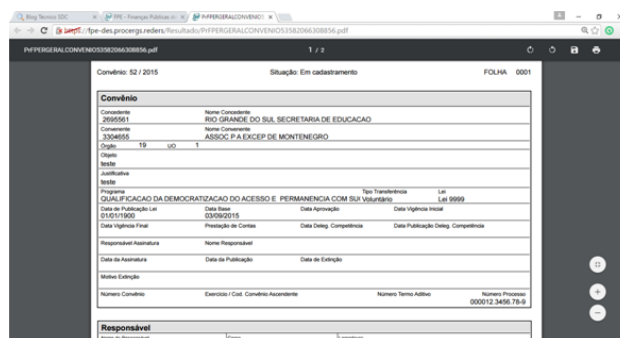 Blog Tecnico SDC
FPE - Finanças Públicas d
PrFPERGERALCONVENIO5
fpe-des.procergs.reders/Resultado/PrFPERGERALCONVENIO53582066308856.pdf
PrFPERGERALCONVENIO53582066308856.pdf 1 / 2
Convênio: 52 / 2015 Situação: Em cadastramento FOLHA 0001
Convênio
Concedente Nome Concedente
2695561 RIO GRANDE DO SUL SECRETARIA DE EDUCACAO
Convenente Nome Convenente
3304655 ASSOC P A EXCEP DE MONTENEGRO
Órgão 19 UO 1
Objeto
teste
Justificativa
teste
Programa Tipo Transferência Lei
QUALIFICACAO DA DEMOCRATIZACAO DO ACESSO E PERMANENCIA COM SUI Voluntário Lei 9999
Data de Publicação Lei Data Base Data Aprovação Data Vigência Inicial
01/01/1900 03/09/2015
Data Vigência Final Prestação de Contas Data Deleg. Competência Data Publicação Deleg. Competência
Responsável Assinatura Nome Responsável
Data da Assinatura Data da Publicação Data de Extinção
Motivo Extinção
Número Convênio Exercício / Cod. Convênio Ascendente Número Termo Aditivo Número Processo
000012.3456.78-9
Responsável